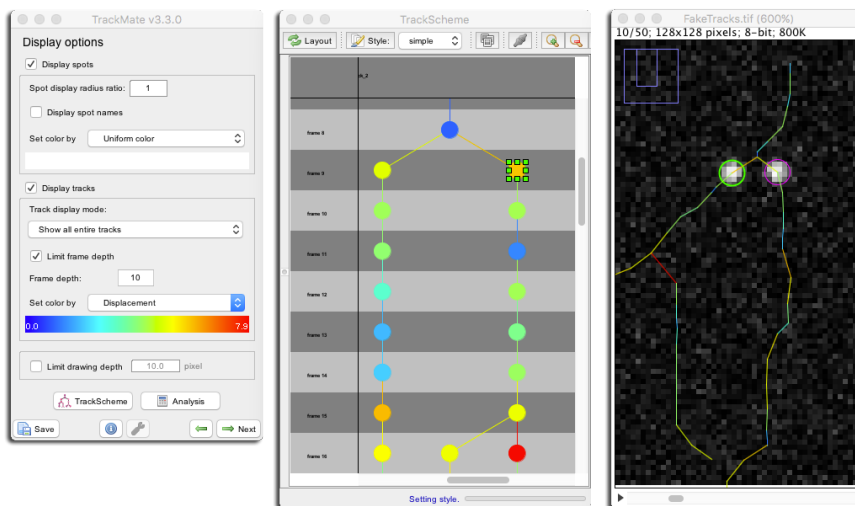 TrackMate v3.3.0
Display options
Display spots
Spot display radius ratio: 1
Display spot names
Set color by Uniform color
Display tracks
Track display mode:
Show all entire tracks
Limit frame depth
Frame depth: 10
Set color by Displacement
0.0 7.9
Limit drawing depth 10.0 pixel
TrackScheme Analysis
Save Next
TrackScheme
Layout Style: simple
frame 8
frame 9
frame 10
frame 11
frame 12
frame 13
frame 14
frame 15
frame 16
Setting style.
FakeTracks.tif (600%)
10/50; 128x128 pixels; 8-bit; 800K